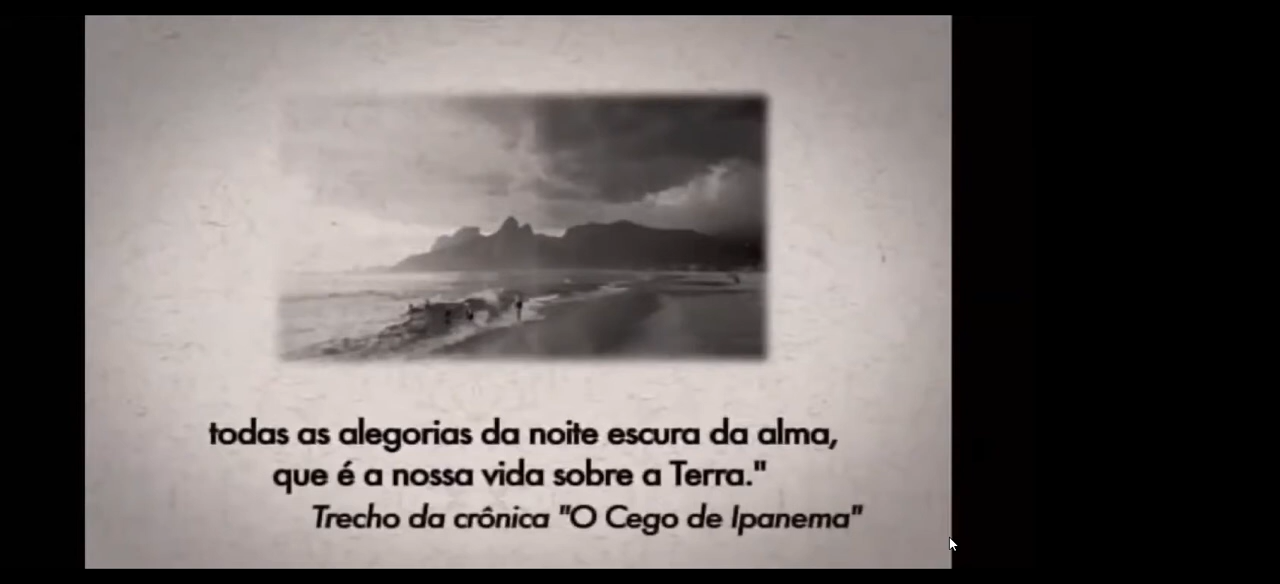 todas as alegorias da noite escura da alma,
que é a nossa vida sobre a Terra."
Trecho da crônica "O Cego de Ipanema"